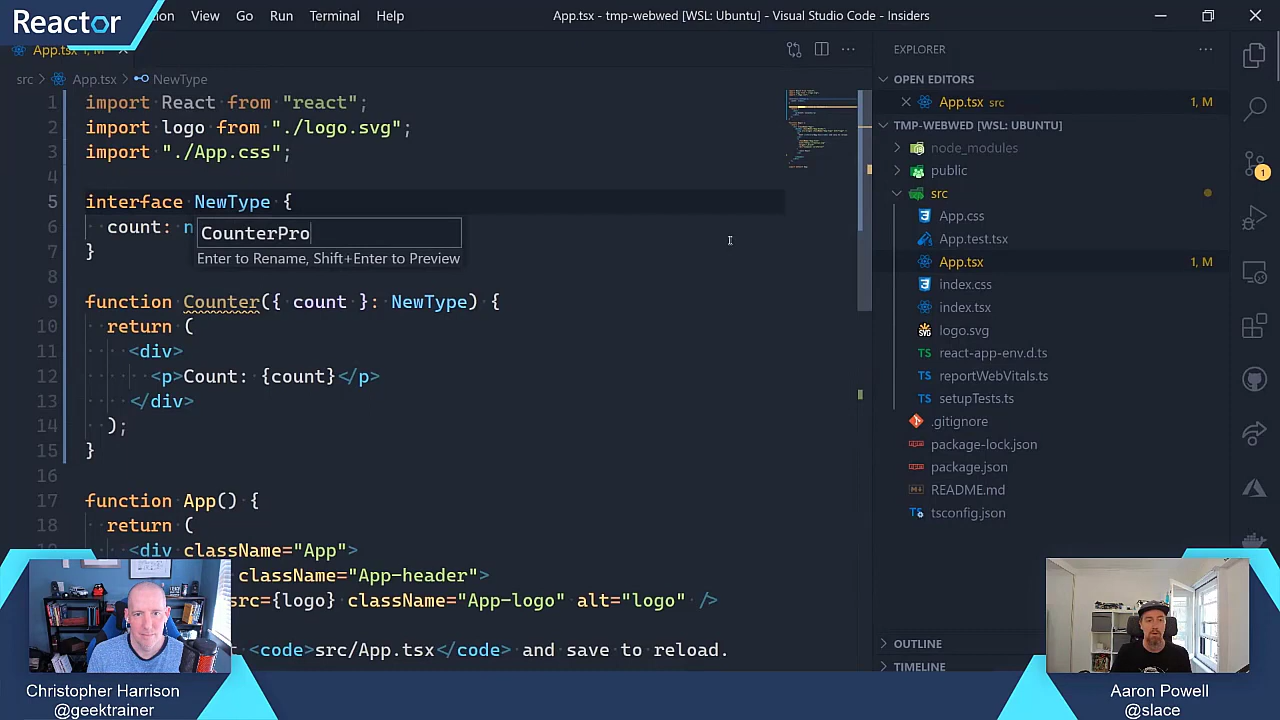 Reactor
View Go Run Terminal Help
App.tsx - tmp-webwed [WSL: Ubuntu] - Visual Studio Code - Insiders
App.tsx 1, M
src > App.tsx > NewType
1 import React from "react";
2 import logo from "./logo.svg";
3 import "./App.css";
4
5 interface NewType {
6 count: n
CounterPro
7 }
Enter to Rename, Shift+Enter to Preview
8
9 function Counter({ count }: NewType) {
10 return (
11 <div>
12 <p>Count: {count}</p>
13 </div>
14 );
15 }
16
17 function App() {
18 return (
<div className="App">
className="App-header">
src={logo} className="App-logo" alt="logo" />
<code>src/App.tsx</code> and save to reload.
EXPLORER
OPEN EDITORS
App.tsx src 1, M
TMP-WEBWED [WSL: UBUNTU]
node_modules
public
src
App.css
App.test.tsx
App.tsx 1, M
index.css
index.tsx
logo.svg
TS react-app-env.d.ts
TS reportWebVitals.ts
TS setupTests.ts
.gitignore
package-lock.json
package.json
README.md
tsconfig.json
OUTLINE
TIMELINE
1
Christopher Harrison
@geektrainer
Aaron Powell
@slace